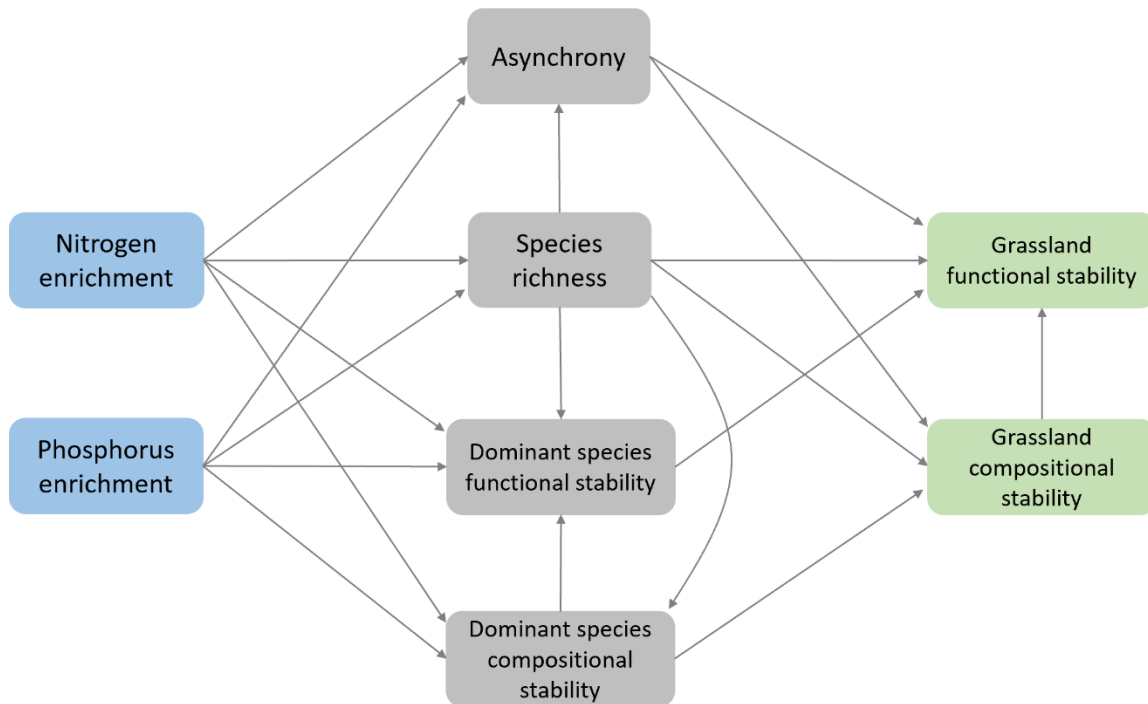 Asynchrony
Nitrogen
enrichment
Species
richness
Grassland
functional stability
Phosphorus
enrichment
Dominant species
functional stability
Grassland
compositional
stability
Dominant species
compositional
stability